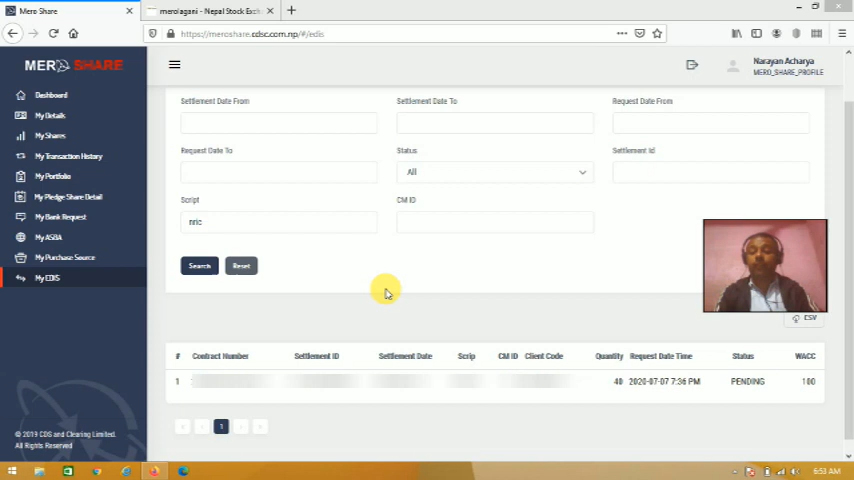 Mero Share
merolagani - Nepal Stock Exch
https://meroshare.cdsc.com.np/#/edis
MERO SHARE
Narayan Acharya
MERO_SHARE_PROFILE
Dashboard
My Details
My Shares
My Transaction History
My Portfolio
My Pledge Share Detail
My Bank Request
My ASBA
My Purchase Source
My EDIS
© 2019 CDS and Clearing Limited.
All Rights Reserved
Settlement Date From
Settlement Date To
Request Date From
Request Date To
Status
Settlement Id
All
Script
CM ID
nric
Search
Reset
CSV
# Contract Number Settlement ID Settlement Date Scrip CM ID Client Code Quantity Request Date Time Status WACC
1 40 2020-07-07 7:36 PM PENDING 100
1
6:53 AM